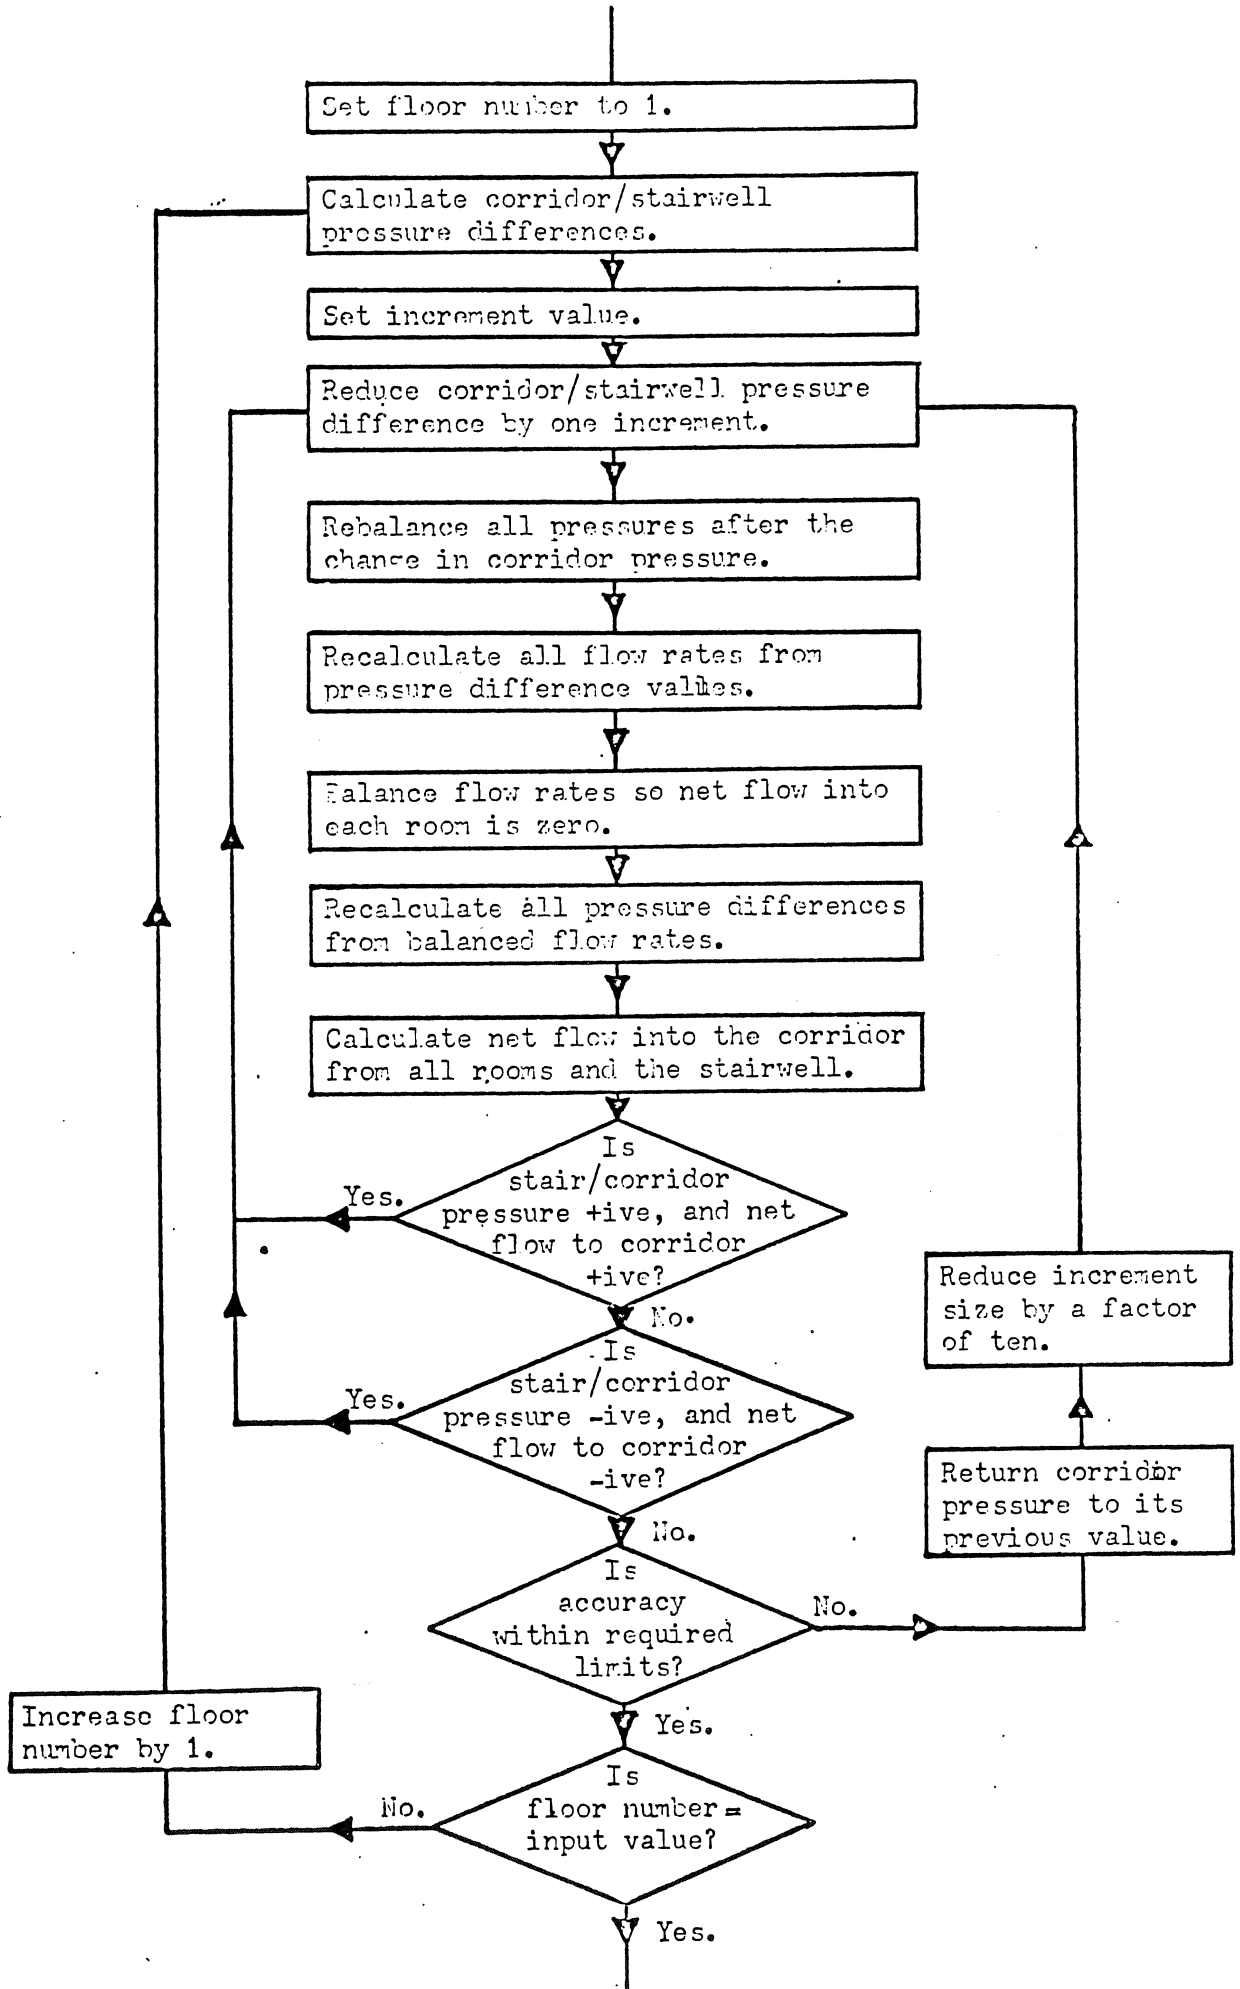 Set floor number to 1.
Calculate corridor/stairwell
pressure differences.
Set increment value.
Reduce corridor/stairwell pressure
difference by one increment.
Rebalance all pressures after the
change in corridor pressure.
Recalculate all flow rates from
pressure difference values.
Balance flow rates so net flow into
each room is zero.
Recalculate all pressure differences
from balanced flow rates.
Calculate net flow into the corridor
from all rooms and the stairwell.
Is
stair/corridor
pressure +ive, and net
flow to corridor
+ive?
Yes.
No.
Is
stair/corridor
pressure -ive, and net
flow to corridor
-ive?
Yes.
No.
Is
accuracy
within required
limits?
No.
Return corridor
pressure to its
previous value.
Reduce increment
size by a factor
of ten.
Yes.
Is
floor number =
input value?
No.
Increase floor
number by 1.
Yes.